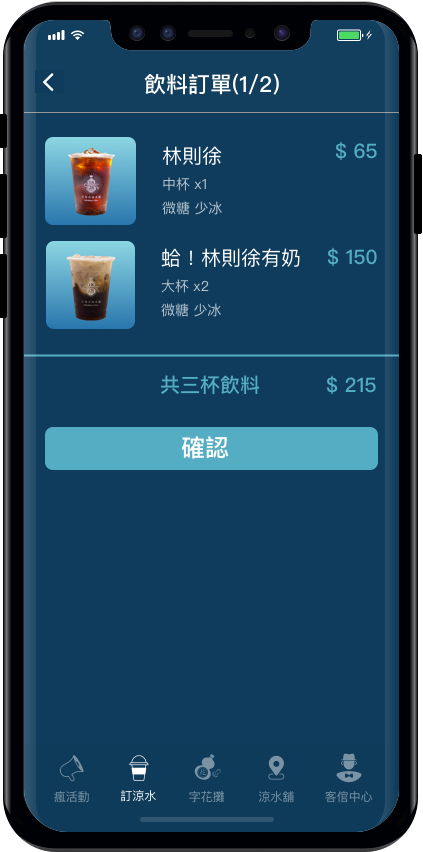 飲料訂單(1/2)
林則徐
$ 65
中杯 x1
微糖 少冰
蛤！林則徐有奶
$ 150
大杯 x2
微糖 少冰
共三杯飲料
$ 215
確認
瘋活動
訂涼水
字花攤
涼水舖
客倌中心